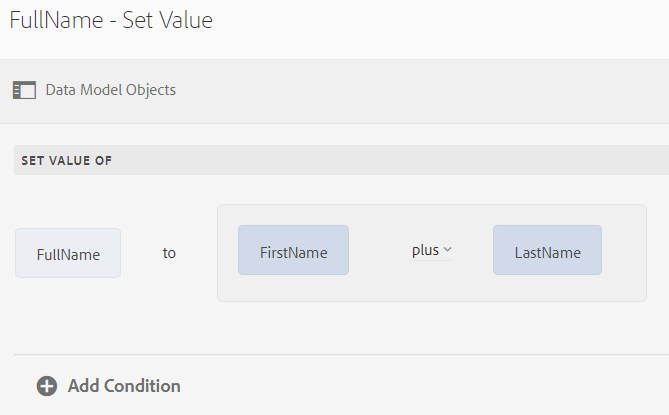 FullName - Set Value
Data Model Objects
SET VALUE OF
FullName to FirstName plus LastName
Add Condition